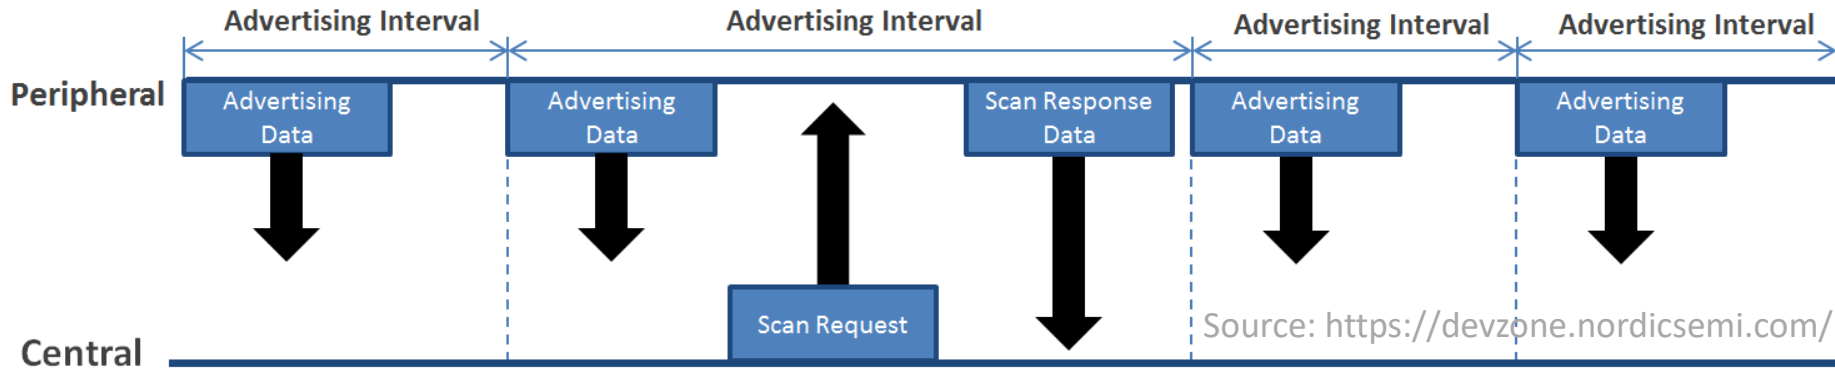 Advertising Interval
Advertising Interval
Advertising Interval
Advertising Interval
Peripheral
Advertising
Data
Advertising
Data
Scan Response
Data
Advertising
Data
Advertising
Data
Scan Request
Source: https://devzone.nordicsemi.com/
Central